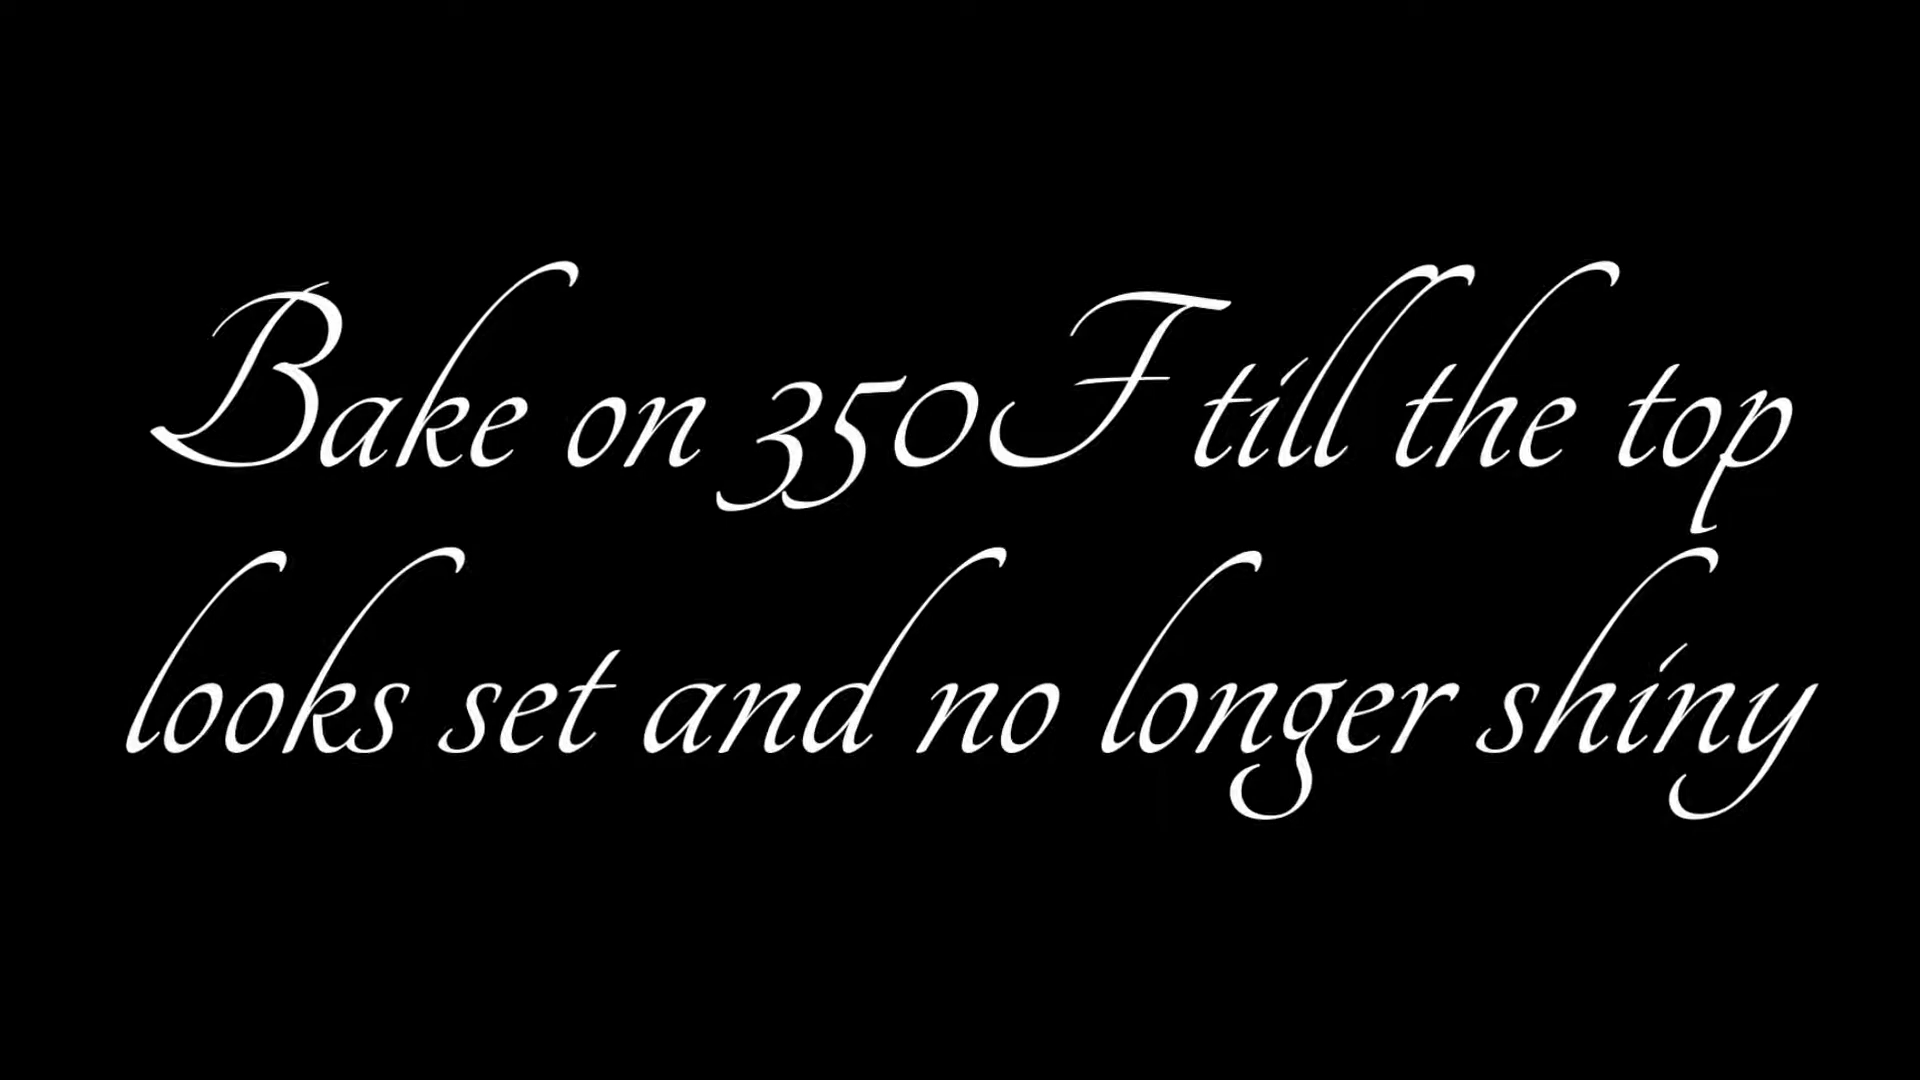 Bake on 350F till the top
looks set and no longer shiny